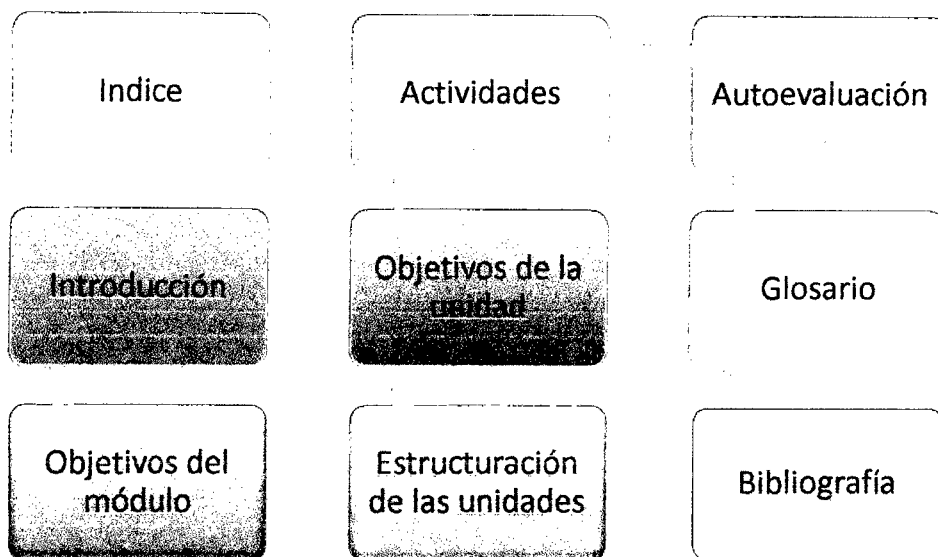 Indice
Actividades
Autoevaluación
Introducción
Objetivos de la
unidad
Glosario
Objetivos del
módulo
Estructuración
de las unidades
Bibliografía